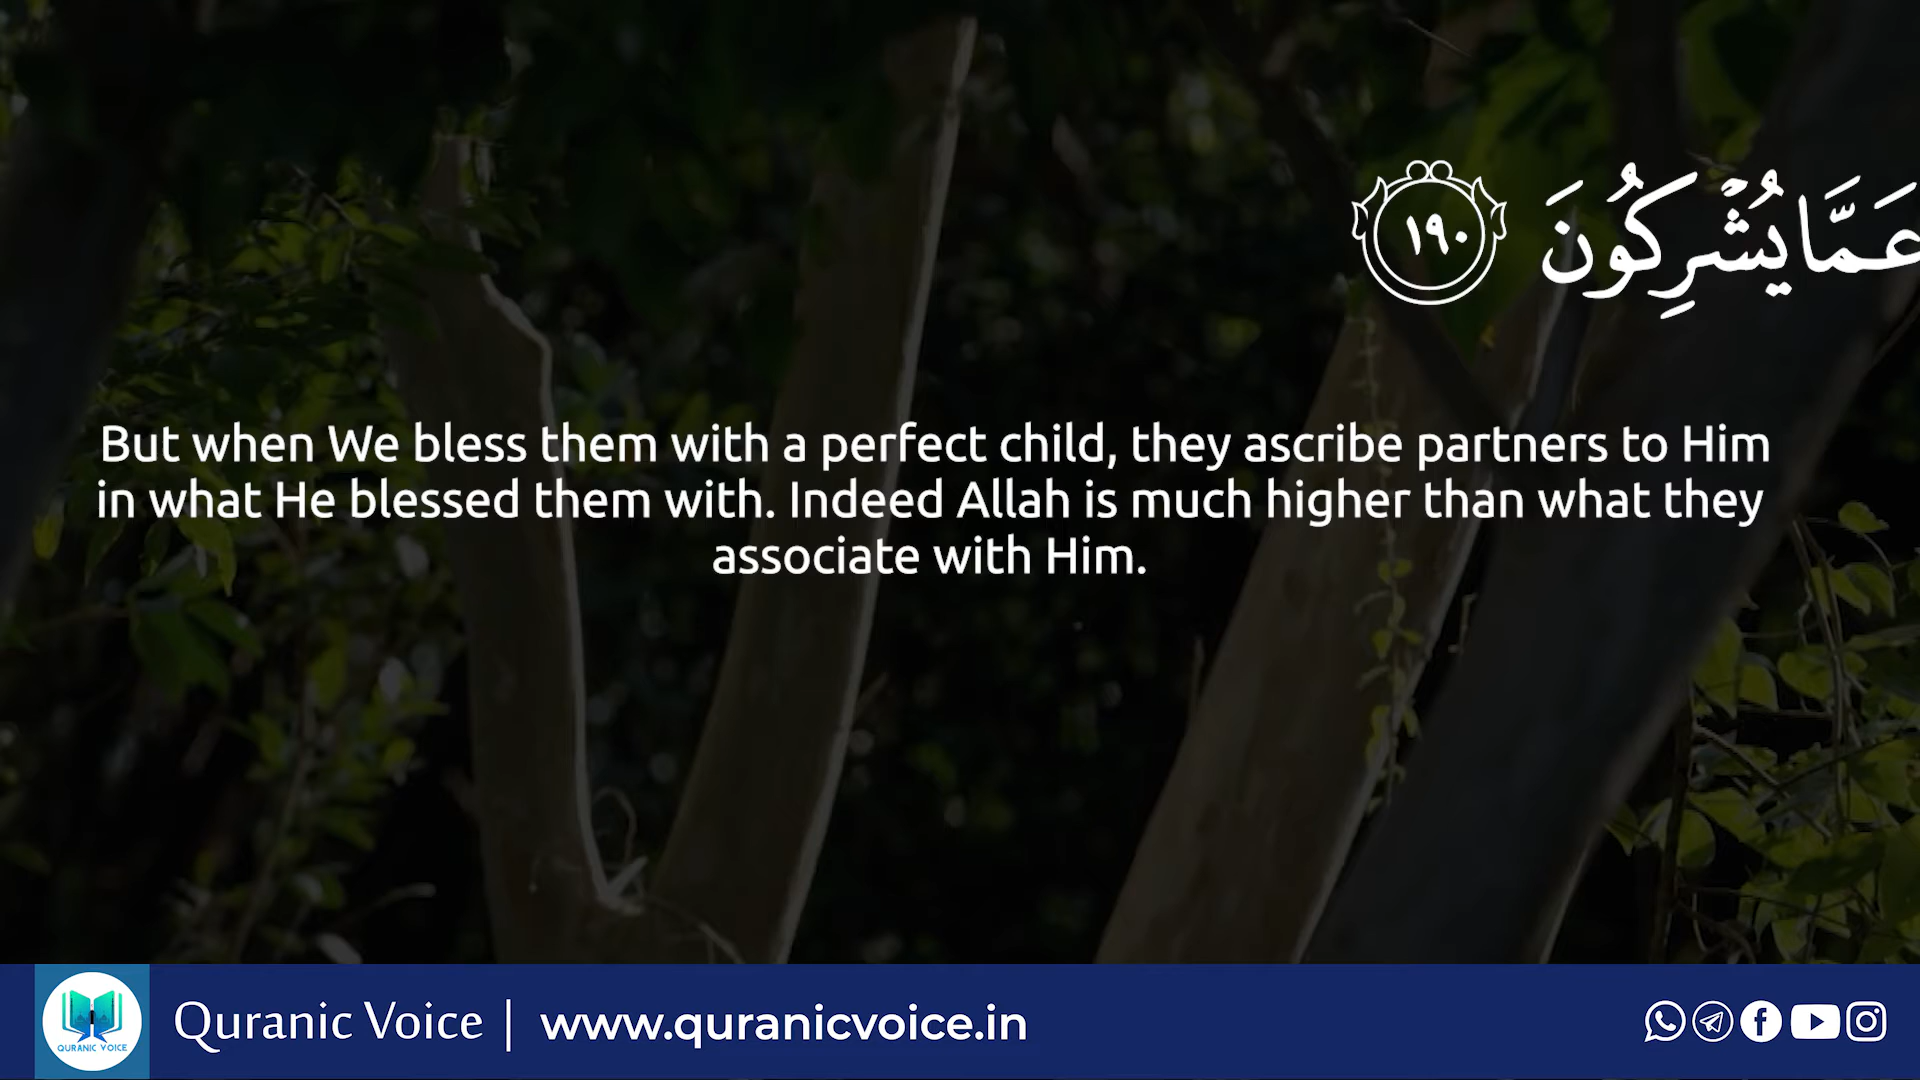 عَمَّا يُشْرِكُونَ ١٩٠
But when We bless them with a perfect child, they ascribe partners to Him
in what He blessed them with. Indeed Allah is much higher than what they
associate with Him.
QURANIC VOICE
Quranic Voice | www.quranicvoice.in